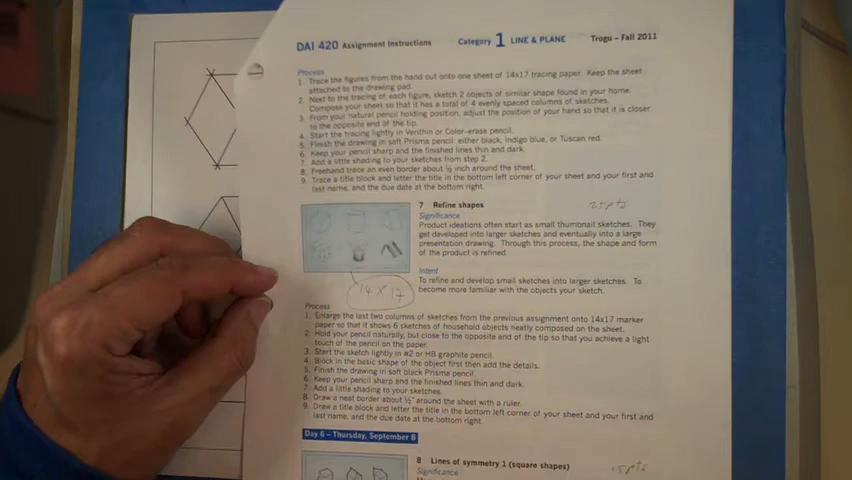 DAI 420 Assignment Instructions Category 1 LINE & PLANE Trogu – Fall 2011
Process
1. Trace the figures from the hand out onto one sheet of 14x17 tracing paper. Keep the sheet
attached to the drawing pad.
2. Next to the tracing of each figure, sketch 2 objects of similar shape found in your home.
Compose your sheet so that it has a total of 4 evenly spaced columns of sketches.
3. From your natural pencil holding position, adjust the position of your hand so that it is closer
to the opposite end of the tip.
4. Start the tracing lightly in Venthin or Color-erase pencil.
5. Finish the drawing in soft Prisma pencil: either black, indigo blue, or Tuscan red.
6. Keep your pencil sharp and the finished lines thin and dark.
7. Add a little shading to your sketches from step 2.
8. Freehand trace an even border about ½ inch around the sheet.
9. Trace a title block and letter the title in the bottom left corner of your sheet and your first and
last name, and the due date at the bottom right.
7 Refine shapes
25pts
Significance
Product ideations often start as small thumbnail sketches. They
get developed into larger sketches and eventually into a large
presentation drawing. Through this process, the shape and form
of the product is refined.
Intent
To refine and develop small sketches into larger sketches. To
become more familiar with the objects your sketch.
14 X 17
Process
1. Enlarge the last two columns of sketches from the previous assignment onto 14x17 marker
paper so that it shows 6 sketches of household objects neatly composed on the sheet.
2. Hold your pencil naturally, but close to the opposite end of the tip so that you achieve a light
touch of the pencil on the paper.
3. Start the sketch lightly in #2 or HB graphite pencil.
4. Block in the basic shape of the object first then add the details.
5. Finish the drawing in soft black Prisma pencil.
6. Keep your pencil sharp and the finished lines thin and dark.
7. Add a little shading to your sketches.
8. Draw a neat border about ½" around the sheet with a ruler.
9. Draw a title block and letter the title in the bottom left corner of your sheet and your first and
last name, and the due date at the bottom right.
Day 6 – Thursday, September 8
8 Lines of symmetry 1 (square shapes)
Significance